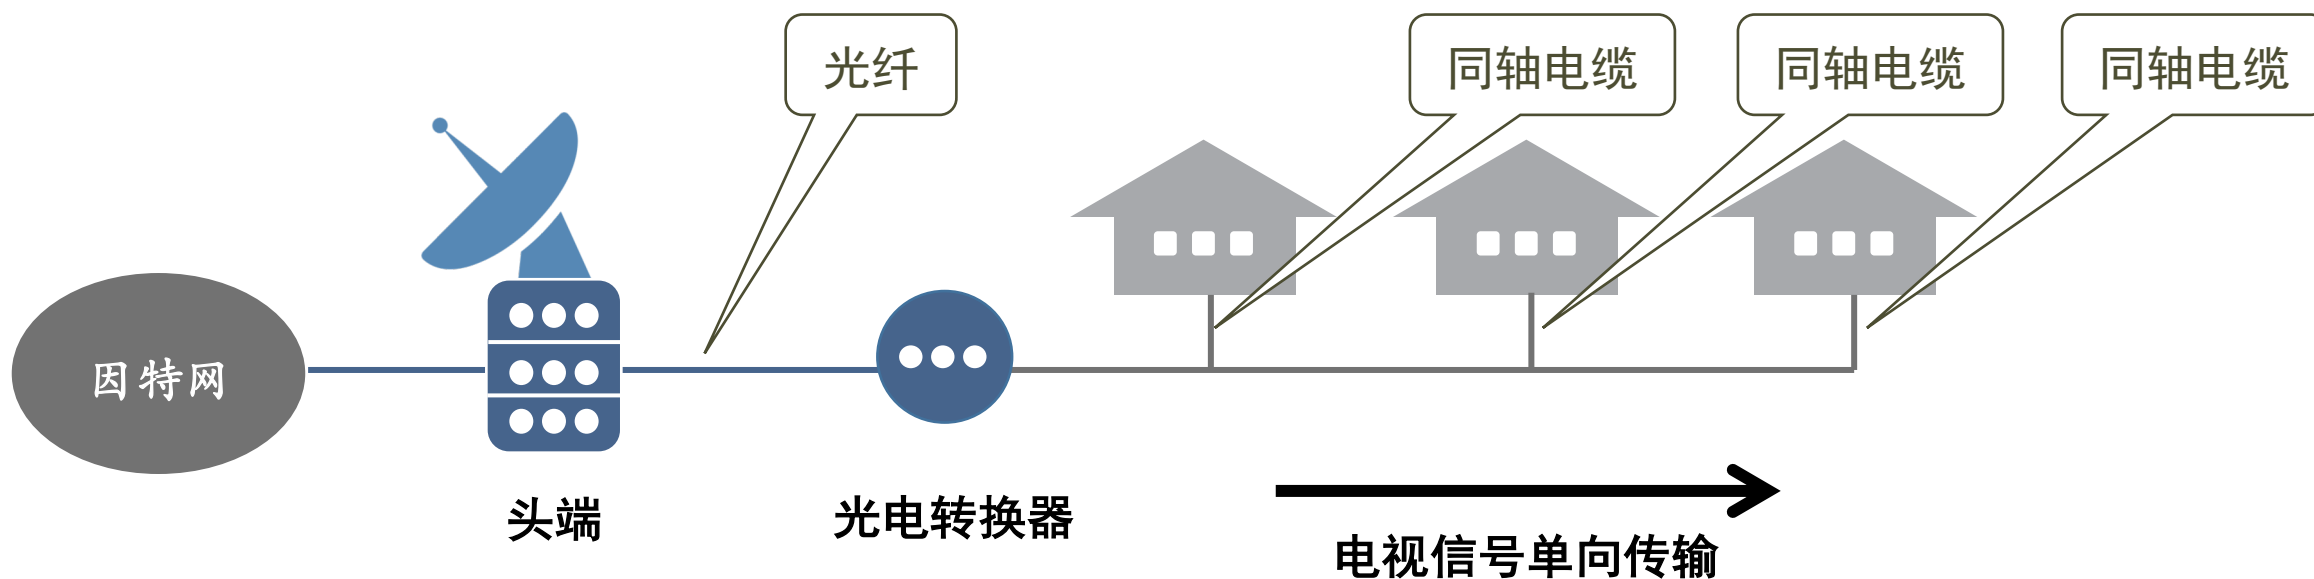 光纤
同轴电缆
同轴电缆
同轴电缆
因特网
头端
光电转换器
电视信号单向传输